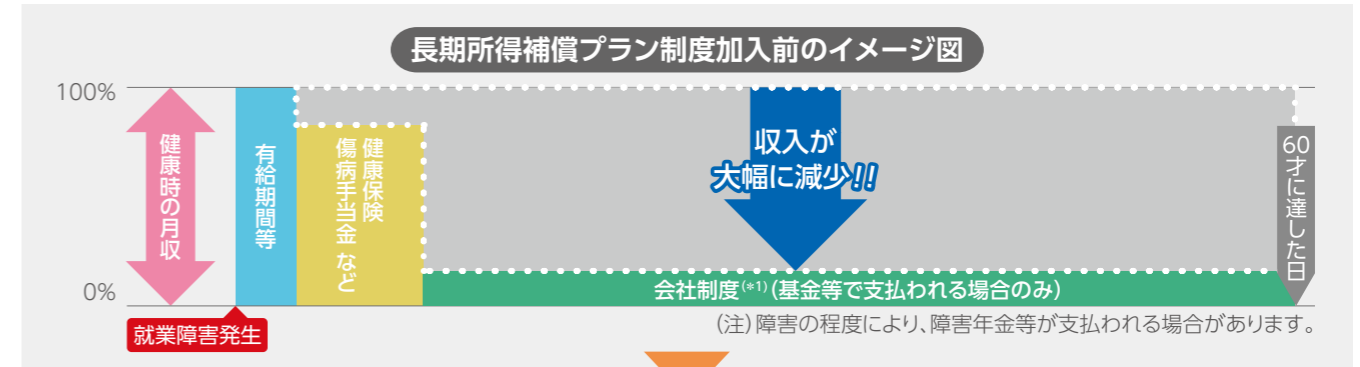 長期所得補償プラン制度加入前のイメージ図
100%
0%
健康時の月収
有給期間等
健康保険
傷病手当金 など
収入が
大幅に減少!!
60才に達した日
会社制度(*1)(基金等で支払われる場合のみ)
就業障害発生
(注)障害の程度により、障害年金等が支払われる場合があります。